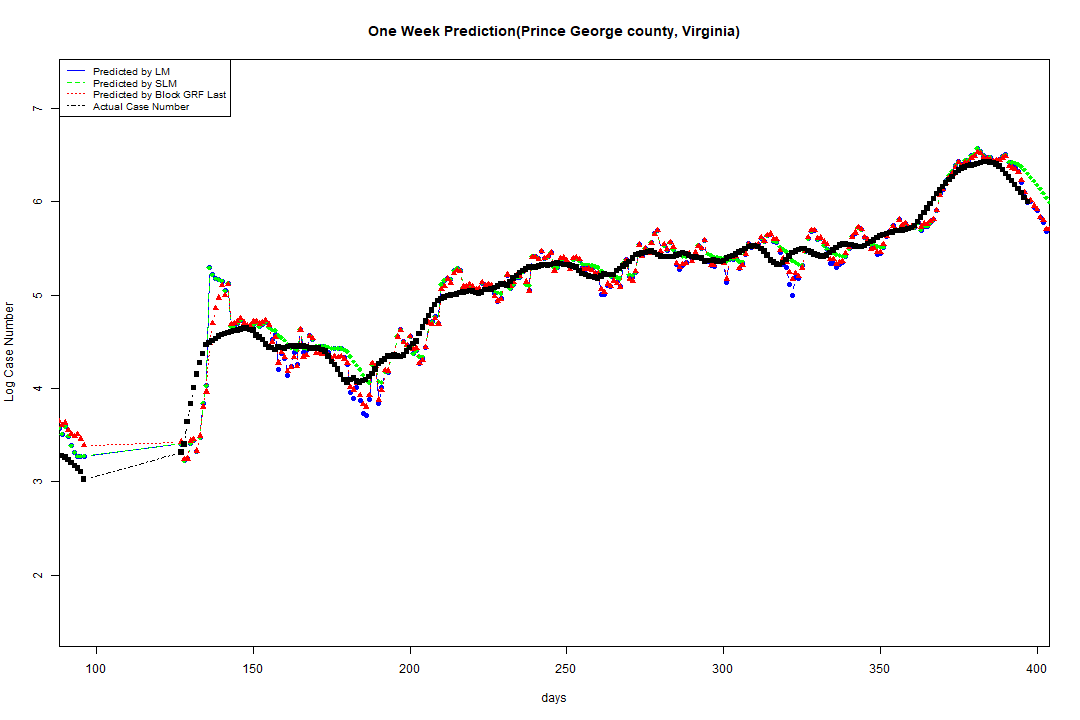 One Week Prediction(Prince George county, Virginia)
Predicted by LM
Predicted by SLM
Predicted by Block GRF Last
Actual Case Number
7
6
5
4
3
2
Log Case Number
100 150 200 250 300 350 400
days